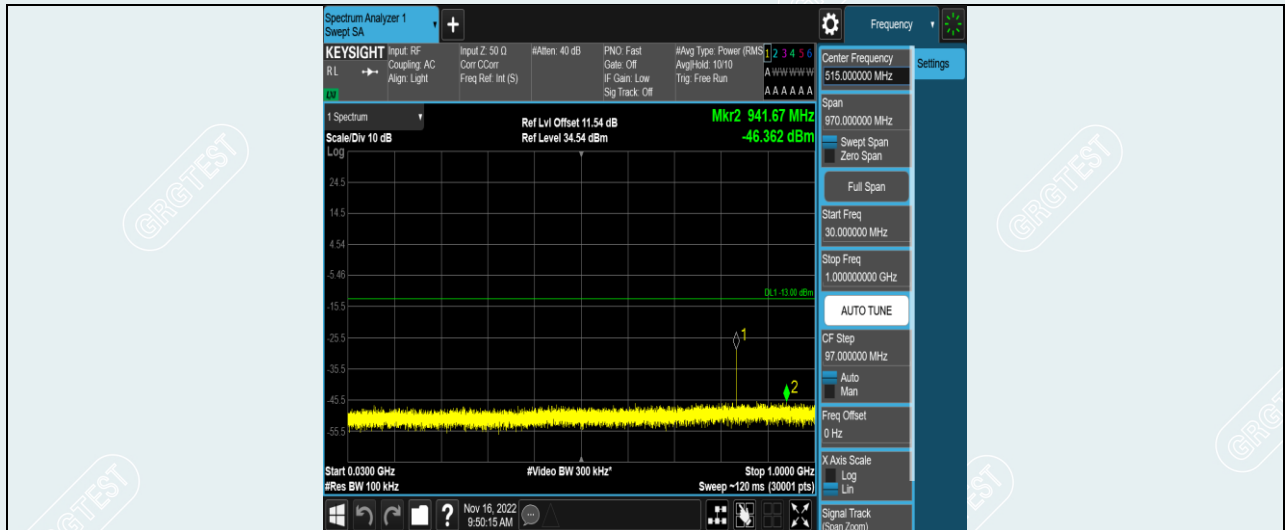 Spectrum Analyzer 1
Swept SA
+
Frequency
KEYSIGHT
RL
LNI
Input: RF
Coupling: AC
Align: Light
Input Z: 50 Ω
Corr CCorr
Freq Ref: Int (S)
#Atten: 40 dB
PNO: Fast
Gate: Off
IF Gain: Low
Sig Track: Off
#Avg Type: Power (RMS
Avg|Hold: 10/10
Trig: Free Run
1 2 3 4 5 6
A W W W W W
A A A A A A
Center Frequency
515.000000 MHz
Settings
Span
970.000000 MHz
Swept Span
Zero Span
Full Span
Start Freq
30.000000 MHz
Stop Freq
1.000000000 GHz
AUTO TUNE
CF Step
97.000000 MHz
Auto
Man
Freq Offset
0 Hz
X Axis Scale
Log
Lin
Signal Track
(Span Zoom)
1 Spectrum
Scale/Div 10 dB
Ref Lvl Offset 11.54 dB
Ref Level 34.54 dBm
Mkr2 941.67 MHz
-46.362 dBm
Log
24.5
14.5
4.54
-5.46
DL1 -13.00 dBm
-15.5
-25.5
1
-35.5
2
-45.5
-55.5
Start 0.0300 GHz
#Res BW 100 kHz
#Video BW 300 kHz*
Stop 1.0000 GHz
Sweep ~120 ms (30001 pts)
?
Nov 16, 2022
9:50:15 AM
GRGTEST
GRGTEST
GRGTEST
GRGTEST